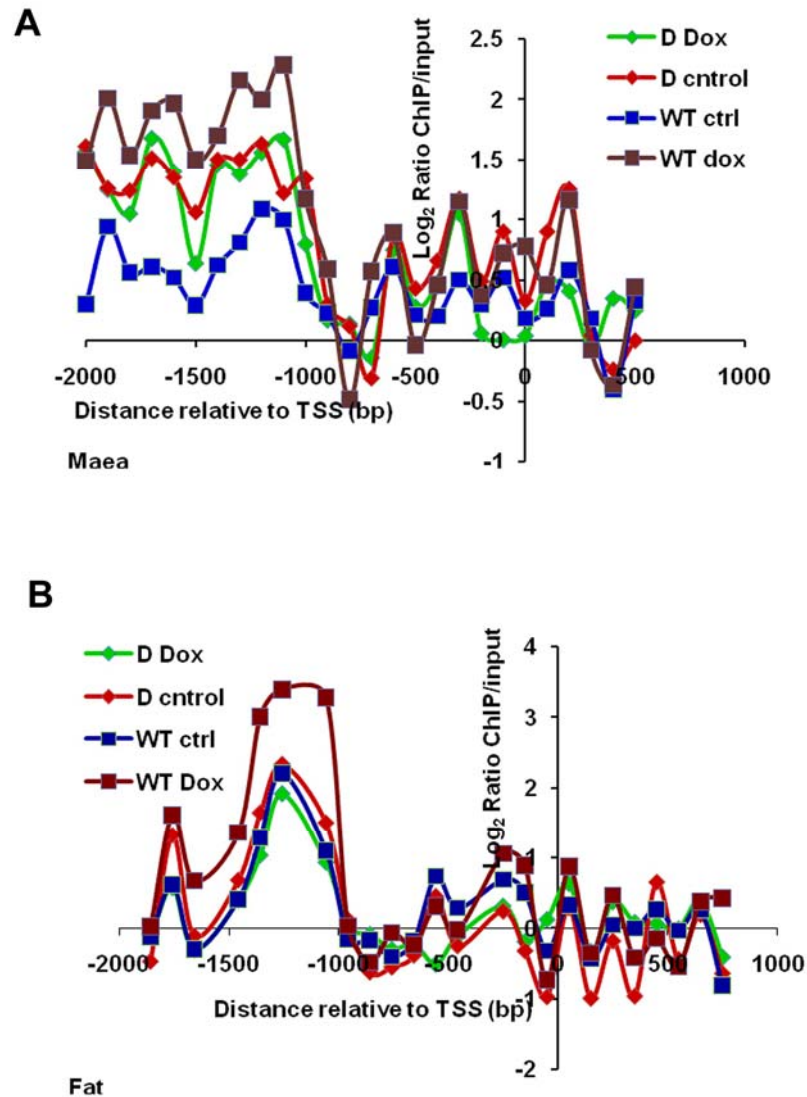 A
2.5
2
1.5
1
0.5
0
-0.5
-1
Log2 Ratio ChIP/input
D Dox
D cntrol
WT ctrl
WT dox
-2000
-1500
-1000
-500
0
500
1000
Distance relative to TSS (bp)
Maea
B
D Dox
D cntrol
WT ctrl
WT Dox
4
3
2
1
0
-1
-2
Log2 Ratio ChIP/input
-2000
-1500
-1000
-500
0
500
1000
Distance relative to TSS (bp)
Fat